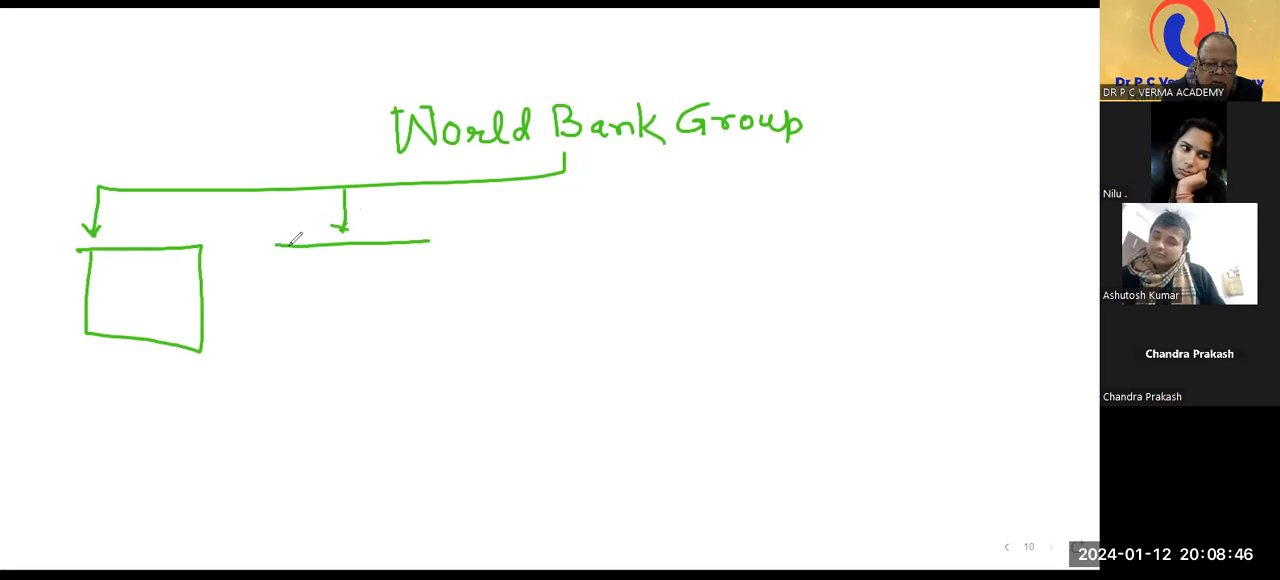 World Bank Group
DR P C VERMA ACADEMY
Nilu .
Ashutosh Kumar
Chandra Prakash
Chandra Prakash
10
2024-01-12 20:08:46